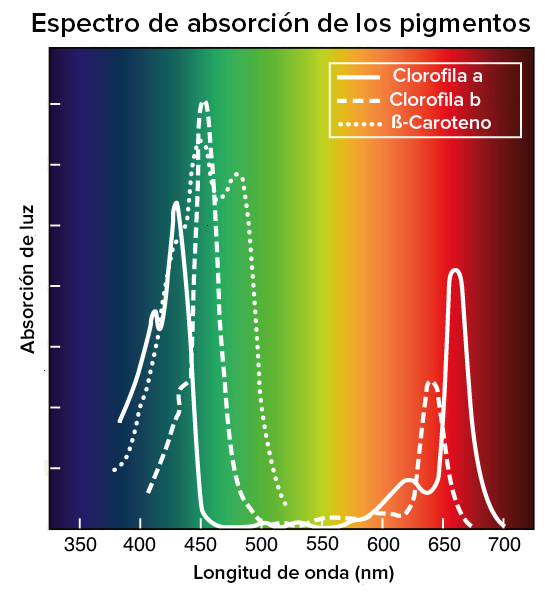 Espectro de absorción de los pigmentos
Clorofila a
Clorofila b
ß-Caroteno
Absorción de luz
350 400 450 500 550 600 650 700
Longitud de onda (nm)